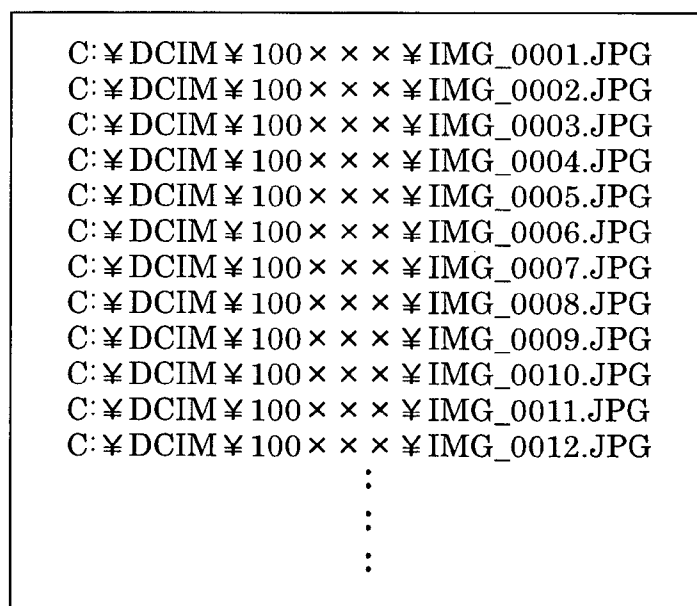 C:¥DCIM¥100×××¥IMG_0001.JPG
C:¥DCIM¥100×××¥IMG_0002.JPG
C:¥DCIM¥100×××¥IMG_0003.JPG
C:¥DCIM¥100×××¥IMG_0004.JPG
C:¥DCIM¥100×××¥IMG_0005.JPG
C:¥DCIM¥100×××¥IMG_0006.JPG
C:¥DCIM¥100×××¥IMG_0007.JPG
C:¥DCIM¥100×××¥IMG_0008.JPG
C:¥DCIM¥100×××¥IMG_0009.JPG
C:¥DCIM¥100×××¥IMG_0010.JPG
C:¥DCIM¥100×××¥IMG_0011.JPG
C:¥DCIM¥100×××¥IMG_0012.JPG
:
:
: